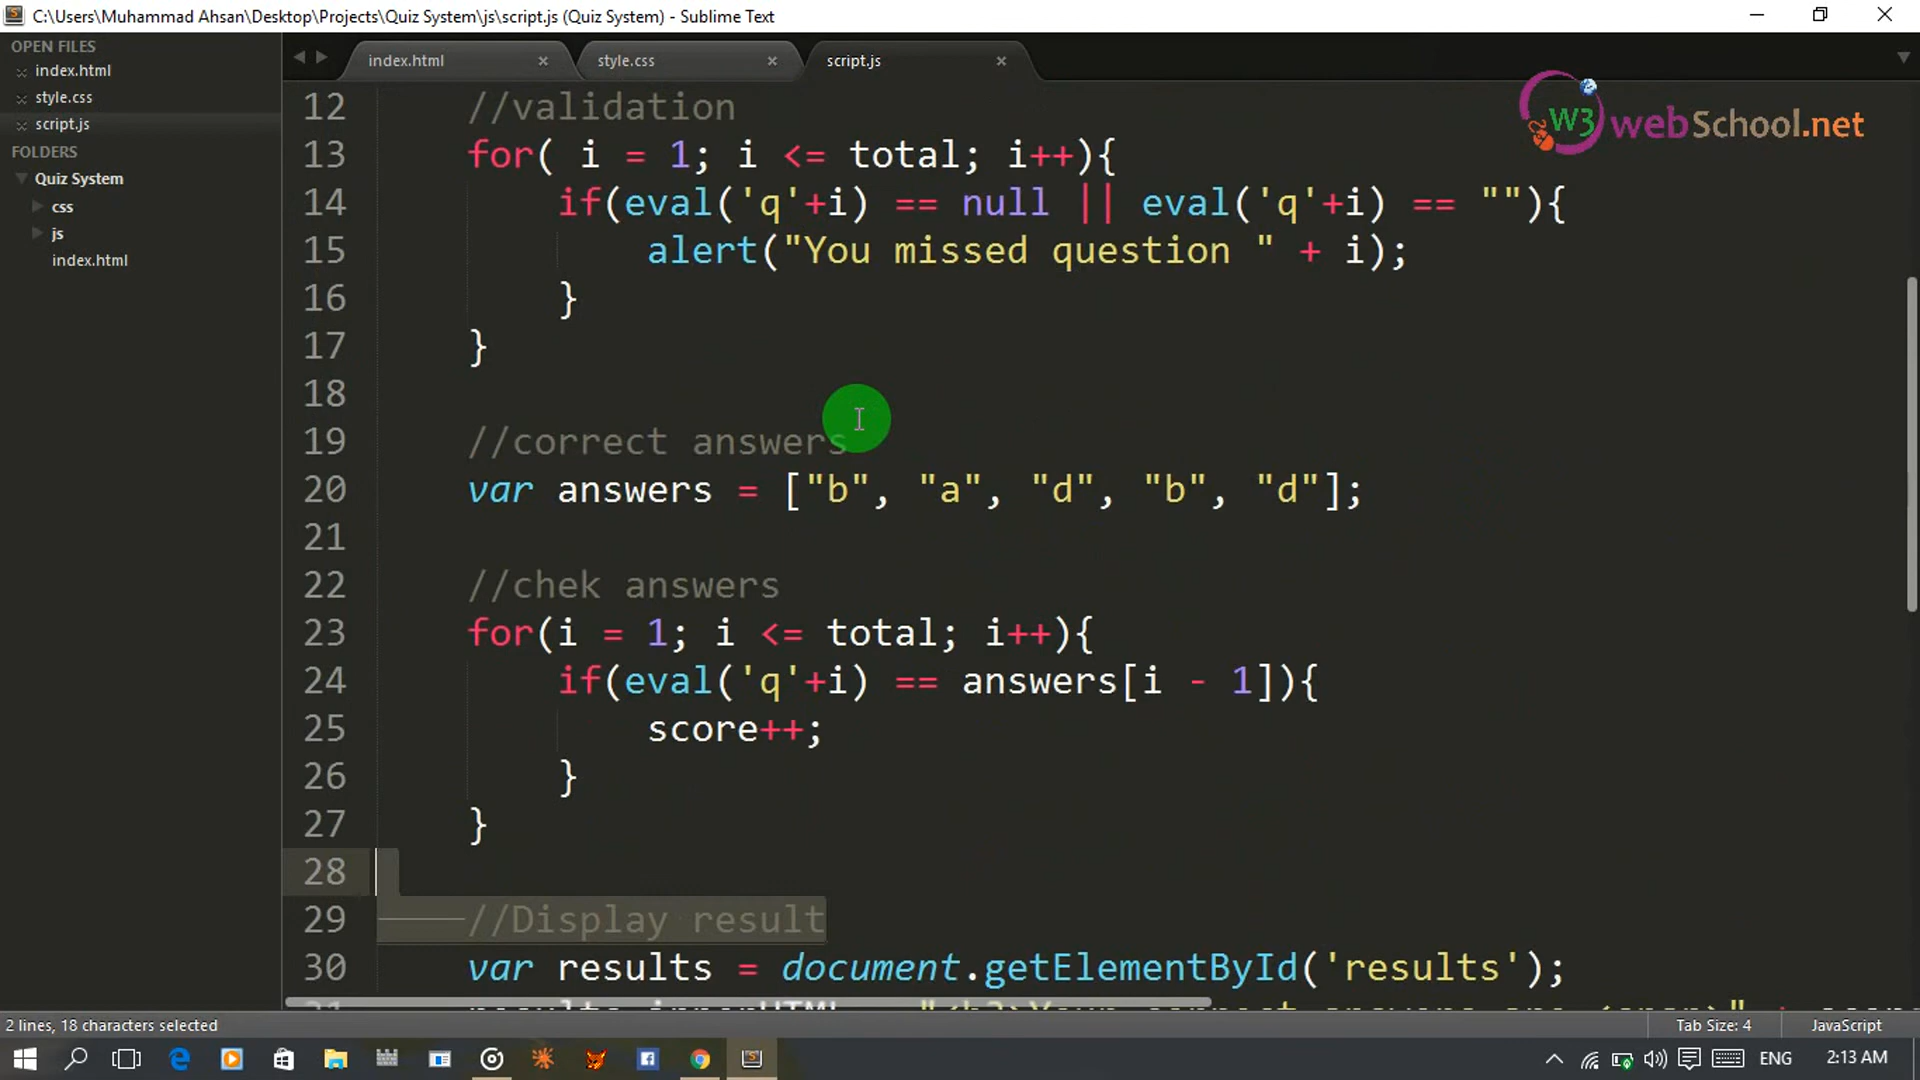 C:\Users\Muhammad Ahsan\Desktop\Projects\Quiz System\js\script.js (Quiz System) - Sublime Text
OPEN FILES
index.html
style.css
script.js
FOLDERS
Quiz System
css
js
index.html
index.html
style.css
script.js
W3 webSchool.net
12 //validation
13 for( i = 1; i <= total; i++){
14 if(eval('q'+i) == null || eval('q'+i) == ""){
15 alert("You missed question " + i);
16 }
17 }
18
19 //correct answers
20 var answers = ["b", "a", "d", "b", "d"];
21
22 //chek answers
23 for(i = 1; i <= total; i++){
24 if(eval('q'+i) == answers[i - 1]){
25 score++;
26 }
27 }
28
29 //Display result
30 var results = document.getElementById('results');
2 lines, 18 characters selected
Tab Size: 4
JavaScript
ENG
2:13 AM